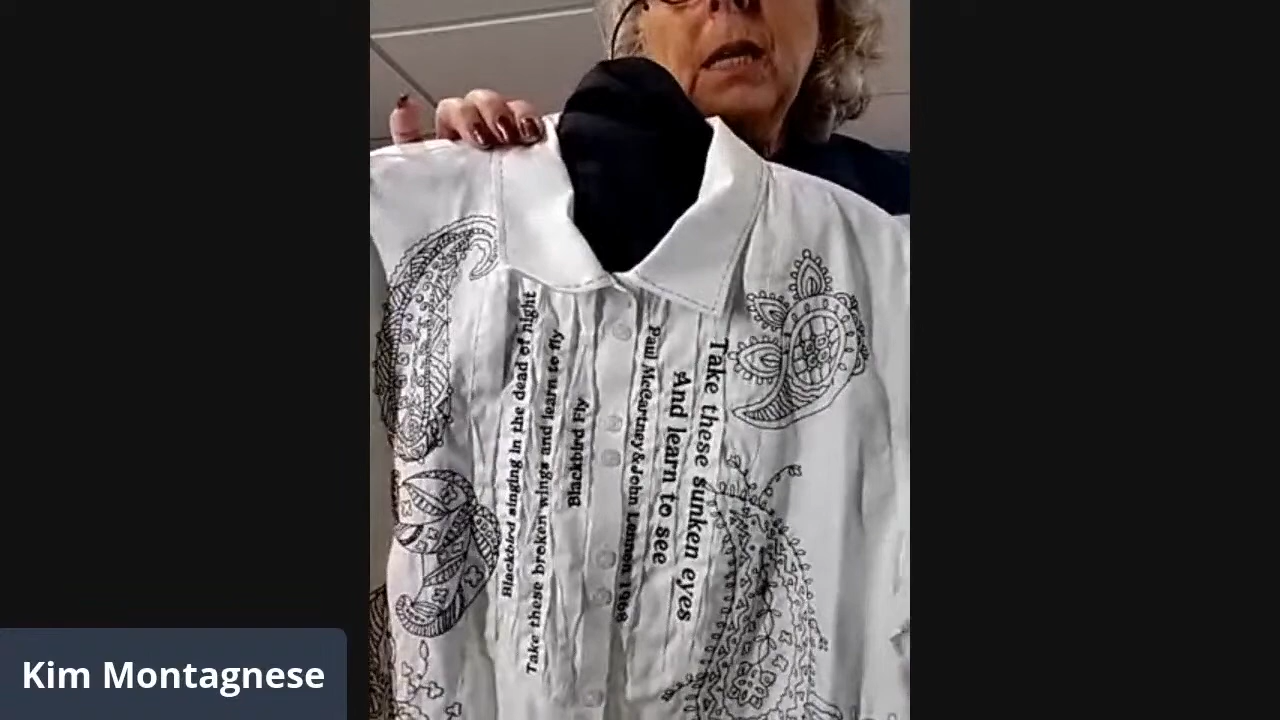 Blackbird singing in the dead of night
Take these broken wings and learn to fly
Blackbird Fly
Paul McCartney & John Lennon 1968
And learn to see
Take these sunken eyes
Kim Montagnese